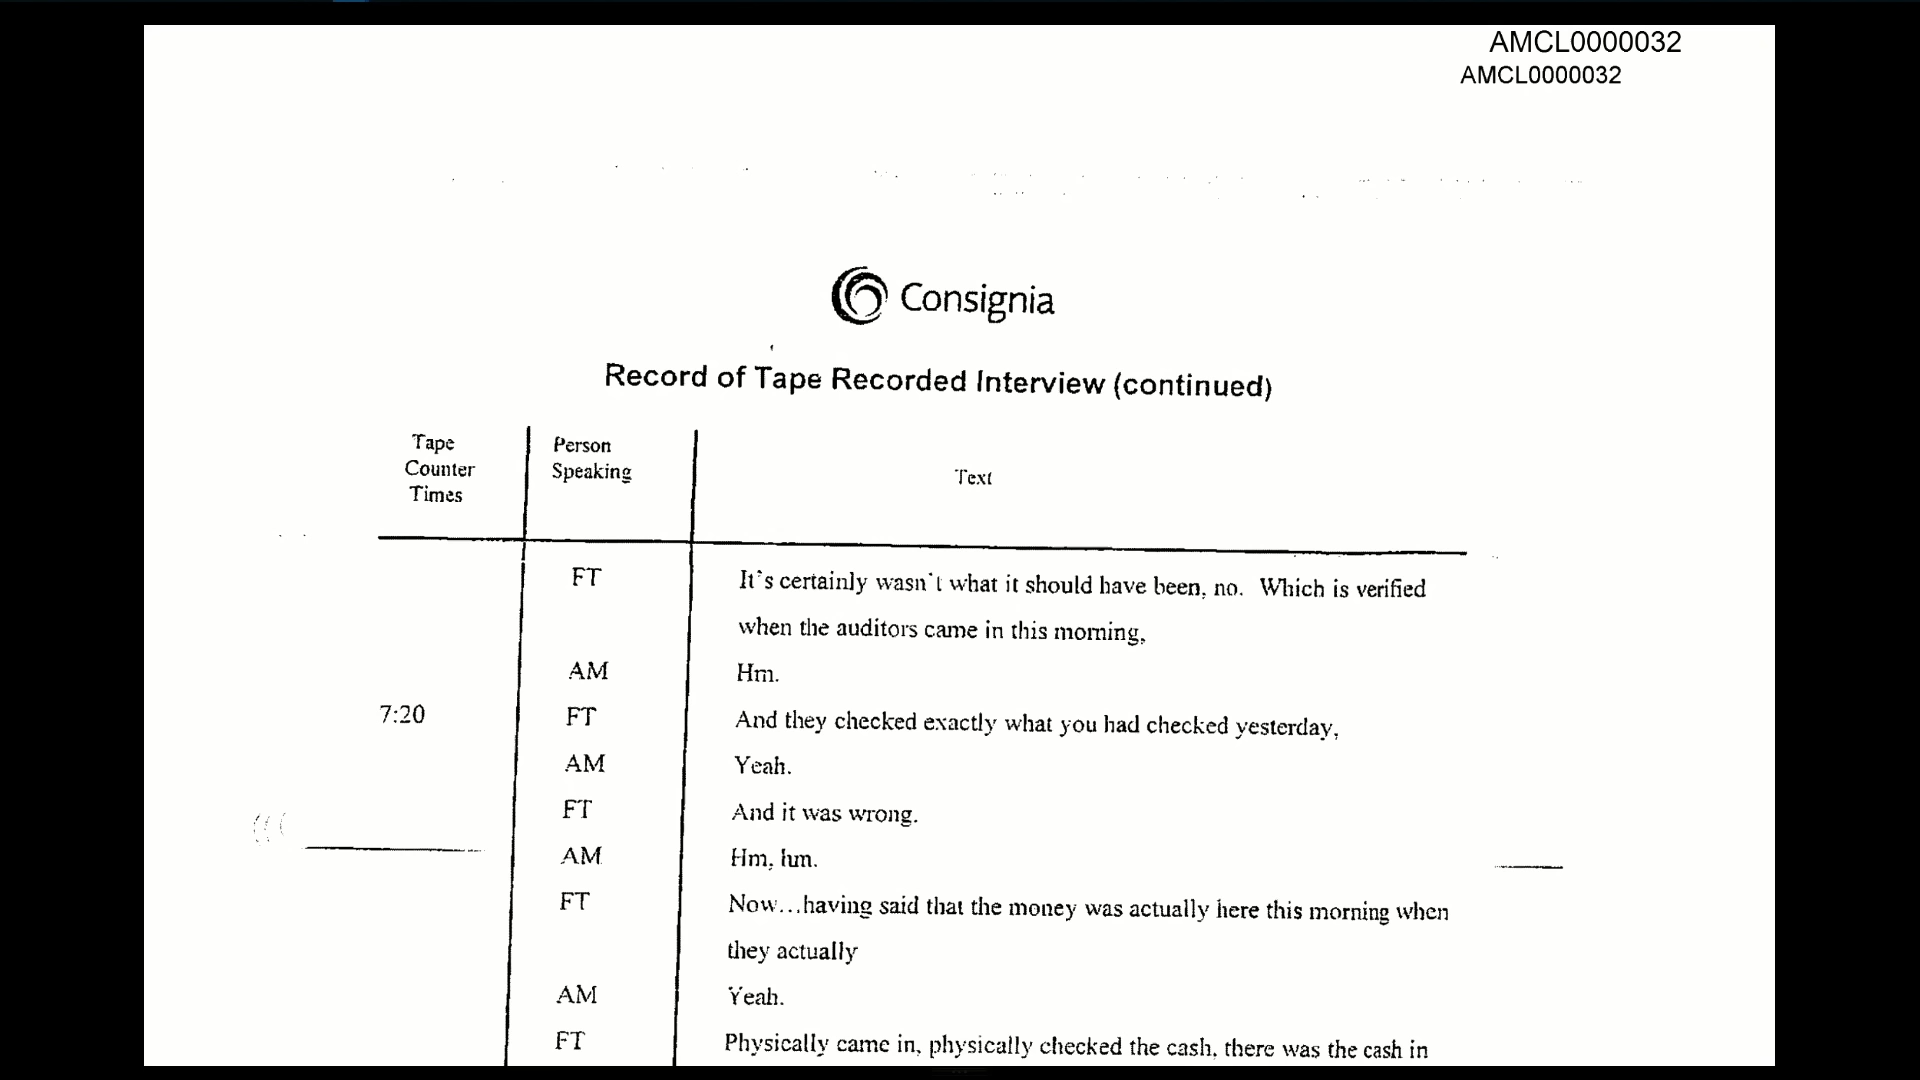 AMCL0000032
AMCL0000032
Consignia
Record of Tape Recorded Interview (continued)
Tape
Counter
Times
Person
Speaking
Text
FT It's certainly wasn't what it should have been, no. Which is verified
when the auditors came in this morning,
AM Hm.
7:20 FT And they checked exactly what you had checked yesterday,
AM Yeah.
FT And it was wrong.
AM Hm, hm.
FT Now...having said that the money was actually here this morning when
they actually
AM Yeah.
FT Physically came in, physically checked the cash, there was the cash in